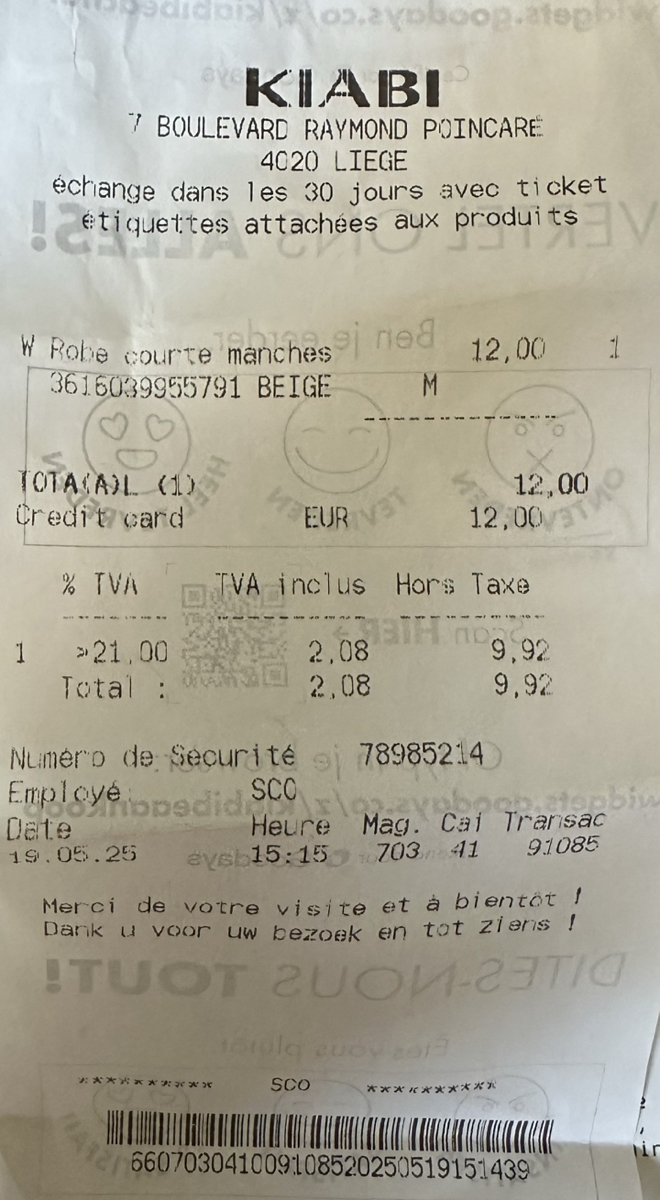 KIABI
7 BOULEVARD RAYMOND POINCARE
4020 LIEGE
échange dans les 30 jours avec ticket
étiquettes attachées aux produits
W Robe courte manches 12,00 1
3616039955791 BEIGE M
TOTA(A)L (1) 12,00
Credit card EUR 12,00
% TVA TVA inclus Hors Taxe
1 >21,00 2,08 9,92
Total : 2,08 9,92
Numéro de Sécurité 78985214
Employé: SCO
Date Heure Mag. Cai Transac
19.05.25 15:15 703 41 91085
Merci de votre visite et à bientôt !
Dank u voor uw bezoek en tot ziens !
********** SCO **********
6607030410091085202505191​51439